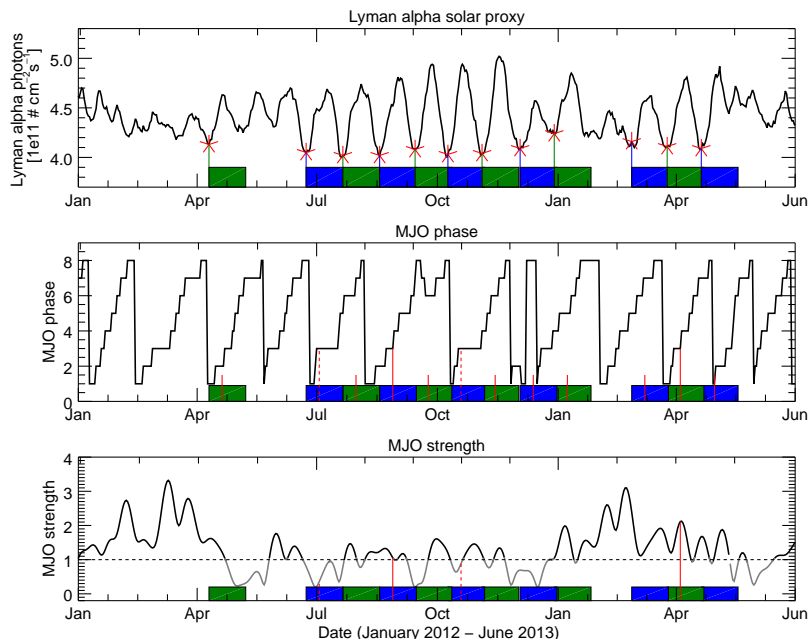 Lyman alpha solar proxy
Lyman alpha photons
[1e11 # cm⁻²s⁻¹]
5.0
4.5
4.0
Jan Apr Jul Oct Jan Apr Jun
MJO phase
MJO phase
8
6
4
2
0
Jan Apr Jul Oct Jan Apr Jun
MJO strength
MJO strength
4
3
2
1
0
Jan Apr Jul Oct Jan Apr Jun
Date (January 2012 − June 2013)